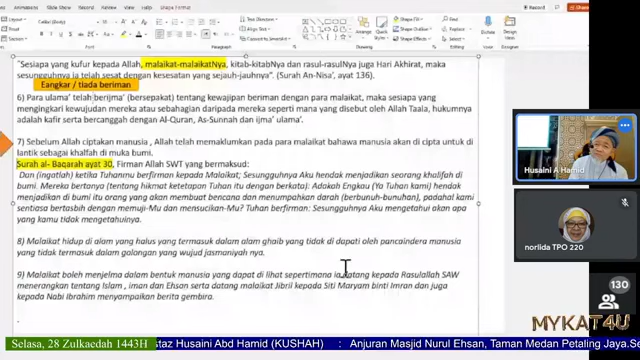 "Sesiapa yang kufur kepada Allah, malaikat-malaikatNya, kitab-kitabNya dan rasul-rasulNya juga Hari Akhirat, maka
sesungguhnya ia telah sesat dengan kesesatan yang sejauh-jauhnya". (Surah An-Nisa', ayat 136).
Eangkar / tiada beriman
6) Para ulama' telah berijma' (bersepakat) tentang kewajipan beriman dengan para malaikat, maka sesiapa yang
mengingkari kewujudan mereka atau sebahagian daripada mereka seperti mana yang disebut oleh Allah Taala, hukumnya
adalah kafir serta bercanggah dengan Al-Quran, As-Sunnah dan ijma' ulama'.
7) Sebelum Allah ciptakan manusia , Allah telah memaklumkan pada para malaikat bahawa manusia akan di cipta untuk di
lantik sebagai khalfah di muka bumi.
Surah al- Baqarah ayat 30, Firman Allah SWT yang bermaksud:
Dan (ingatlah) ketika Tuhanmu berfirman kepada Malaikat; Sesungguhnya Aku hendak menjadikan seorang khalifah di
bumi. Mereka bertanya (tentang hikmat ketetapan Tuhan itu dengan berkata): Adakah Engkau (Ya Tuhan kami) hendak
menjadikan di bumi itu orang yang akan membuat bencana dan menumpahkan darah (berbunuh-bunuhan), padahal kami
sentiasa bertasbih dengan memuji-Mu dan mensucikan-Mu? Tuhan berfirman: Sesungguhnya Aku mengetahui akan apa
yang kamu tidak mengetahuinya.
8) Malaikat hidup di alam yang halus yang termasuk dalam alam ghaib yang tidak di dapati oleh pancaindera manusia
yang tidak termasuk dalam golongan yang wujud jasmaniyah nya.
9) Malaikat boleh menjelma dalam bentuk manusia yang dapat di lihat sepertimana ia datang kepada Rasulallah SAW
menerangkan tentang Islam , iman dan Ehsan serta datang malaikat Jibril kepada Siti Maryam binti Imran dan juga
kepada Nabi Ibrahim menyampaikan berita gembira.
Husaini A Hamid
norlida TPO 220
130
MYKAT4U
Selasa, 28 Zulkaedah 1443H
staz Husaini Abd Hamid (KUSHAH) : Anjuran Masjid Nurul Ehsan, Taman Medan Petaling Jaya.Se